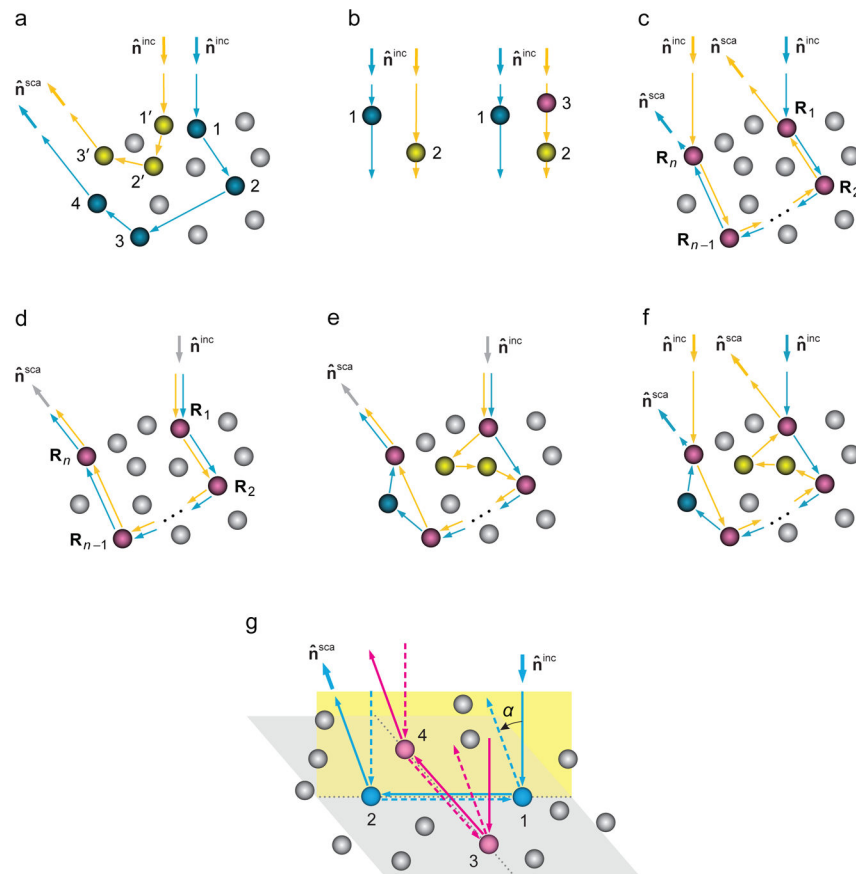 a
n̂ⁱⁿᶜ n̂ⁱⁿᶜ
n̂ˢᶜᵃ
1′ 1
3′
2′ 2
4
3
b
n̂ⁱⁿᶜ n̂ⁱⁿᶜ
3
1 1
2 2
c
n̂ⁱⁿᶜ n̂ˢᶜᵃ n̂ⁱⁿᶜ
n̂ˢᶜᵃ
R₁
Rₙ
R₂
...
Rₙ₋₁
d
n̂ⁱⁿᶜ
n̂ˢᶜᵃ
R₁
Rₙ
R₂
...
Rₙ₋₁
e
n̂ⁱⁿᶜ
n̂ˢᶜᵃ
...
f
n̂ⁱⁿᶜ n̂ˢᶜᵃ n̂ⁱⁿᶜ
n̂ˢᶜᵃ
...
g
n̂ˢᶜᵃ n̂ⁱⁿᶜ
α
4
2 1
3